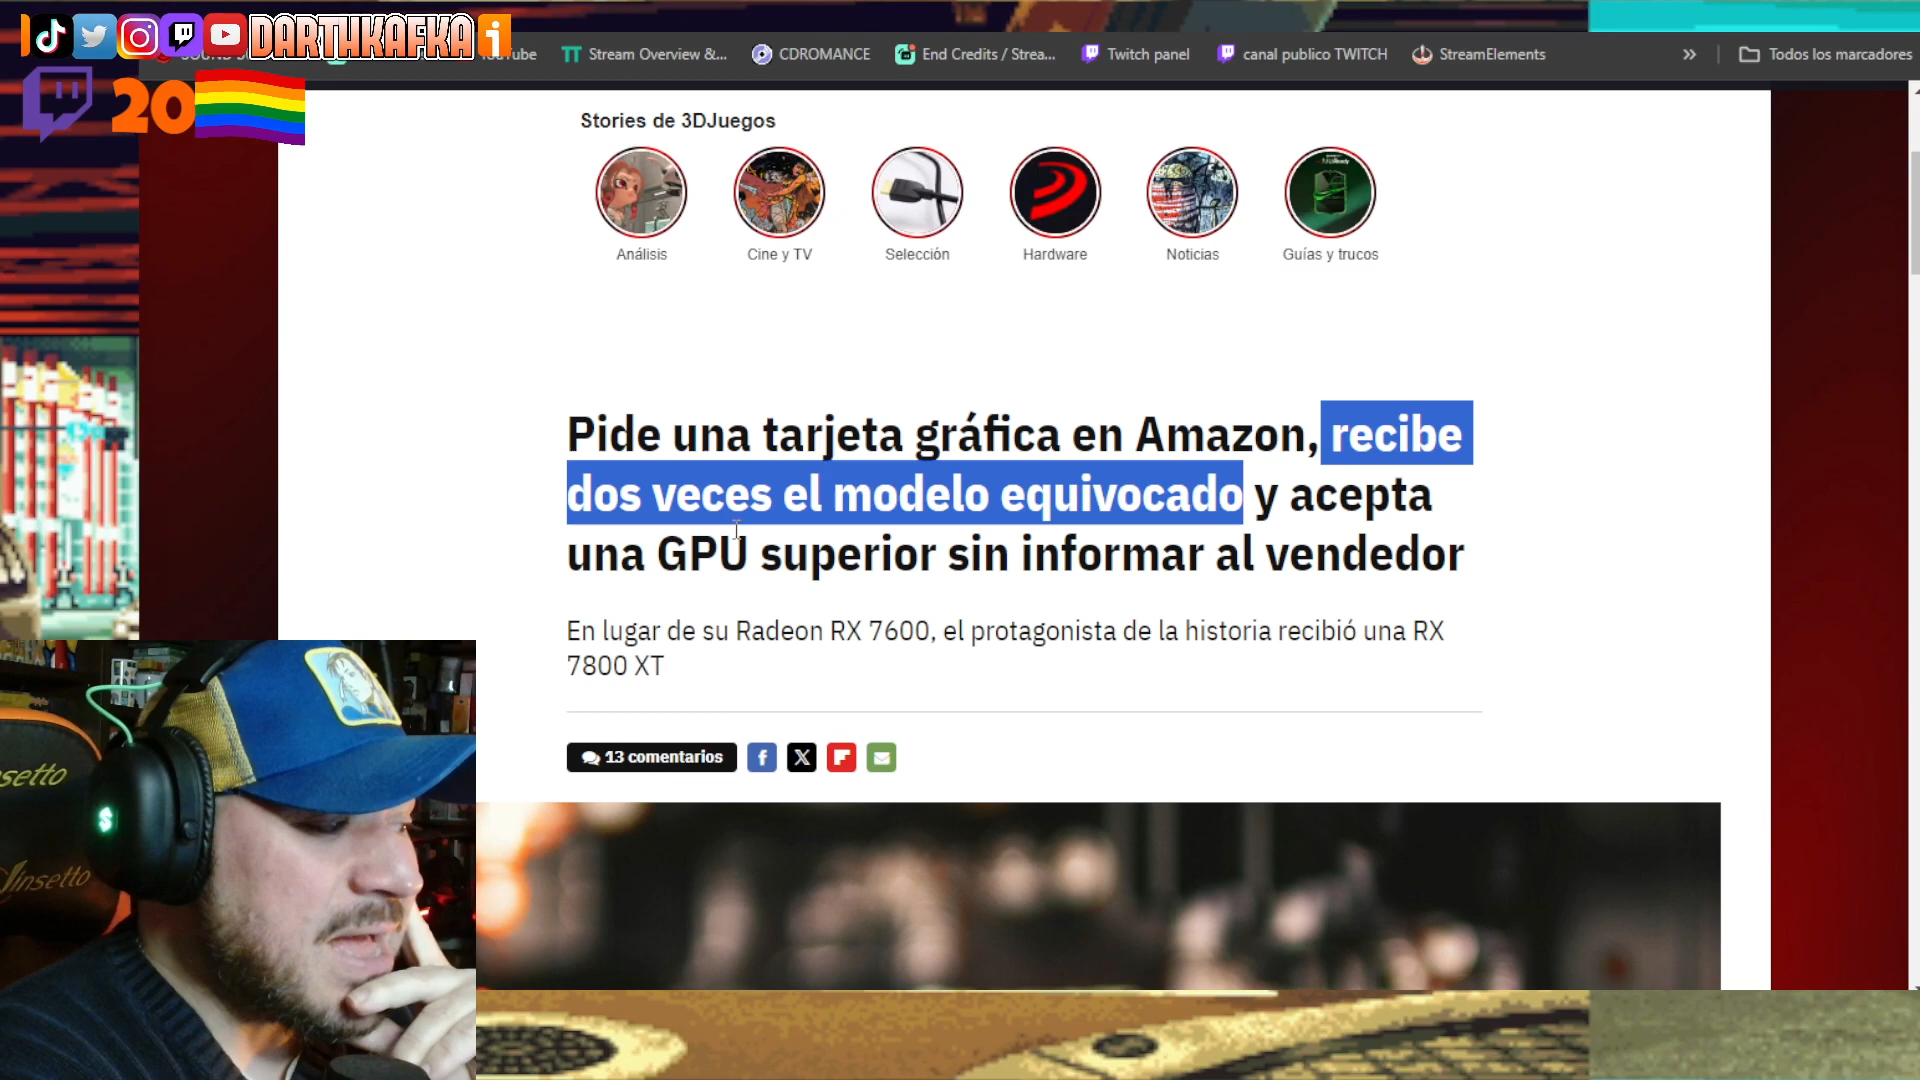 DARTHKAFKA
20
Stream Overview &...
CDROMANCE
End Credits / Strea...
Twitch panel
canal publico TWITCH
StreamElements
»
Todos los marcadores
Stories de 3DJuegos
Análisis
Cine y TV
Selección
Hardware
Noticias
Guías y trucos
Pide una tarjeta gráfica en Amazon, recibe
dos veces el modelo equivocado y acepta
una GPU superior sin informar al vendedor
En lugar de su Radeon RX 7600, el protagonista de la historia recibió una RX
7800 XT
13 comentarios